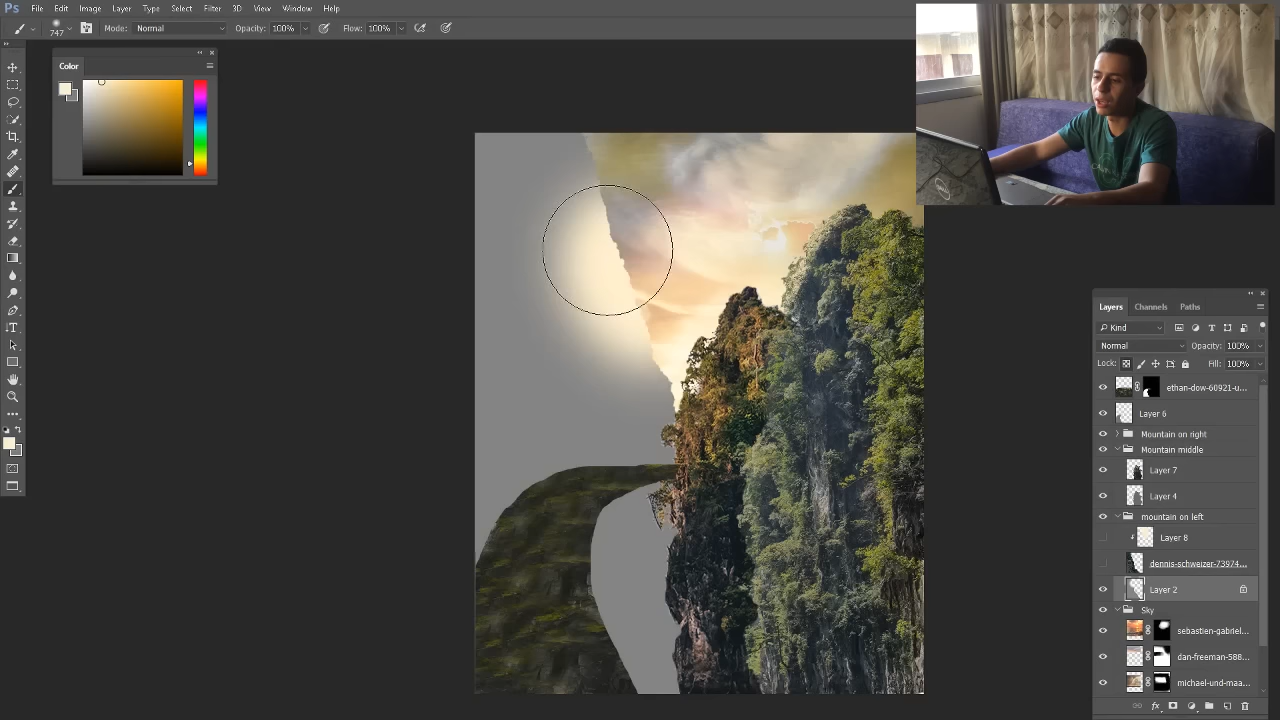 Ps File Edit Image Layer Type Select Filter 3D View Window Help
747 Mode: Normal Opacity: 100% Flow: 100%
Color
Layers Channels Paths
Kind
Normal Opacity: 100%
Lock: Fill: 100%
ethan-dow-60921-u...
Layer 6
Mountain on right
Mountain middle
Layer 7
Layer 4
mountain on left
Layer 8
dennis-schweizer-73974...
Layer 2
Sky
sebastien-gabriel...
dan-freeman-588...
michael-und-maa...
fx